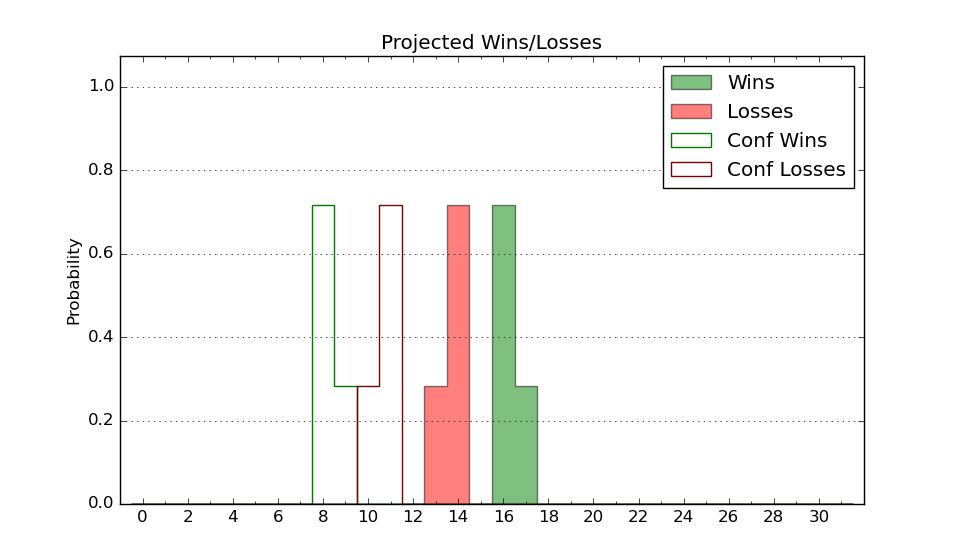 Projected Wins/Losses
1.0
0.8
0.6
0.4
0.2
0.0
Probability
Wins
Losses
Conf Wins
Conf Losses
0 2 4 6 8 10 12 14 16 18 20 22 24 26 28 30